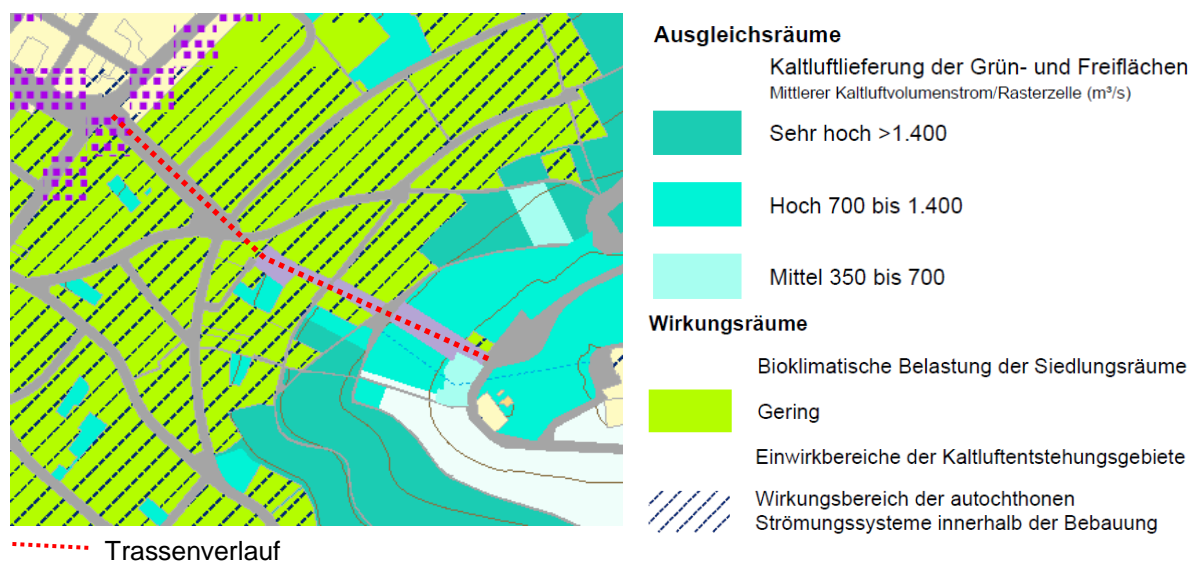 Ausgleichsräume
Kaltluftlieferung der Grün- und Freiflächen
Mittlerer Kaltluftvolumenstrom/Rasterzelle (m³/s)
Sehr hoch >1.400
Hoch 700 bis 1.400
Mittel 350 bis 700
Wirkungsräume
Bioklimatische Belastung der Siedlungsräume
Gering
Einwirkbereiche der Kaltluftentstehungsgebiete
Wirkungsbereich der autochthonen
Strömungssysteme innerhalb der Bebauung
Trassenverlauf